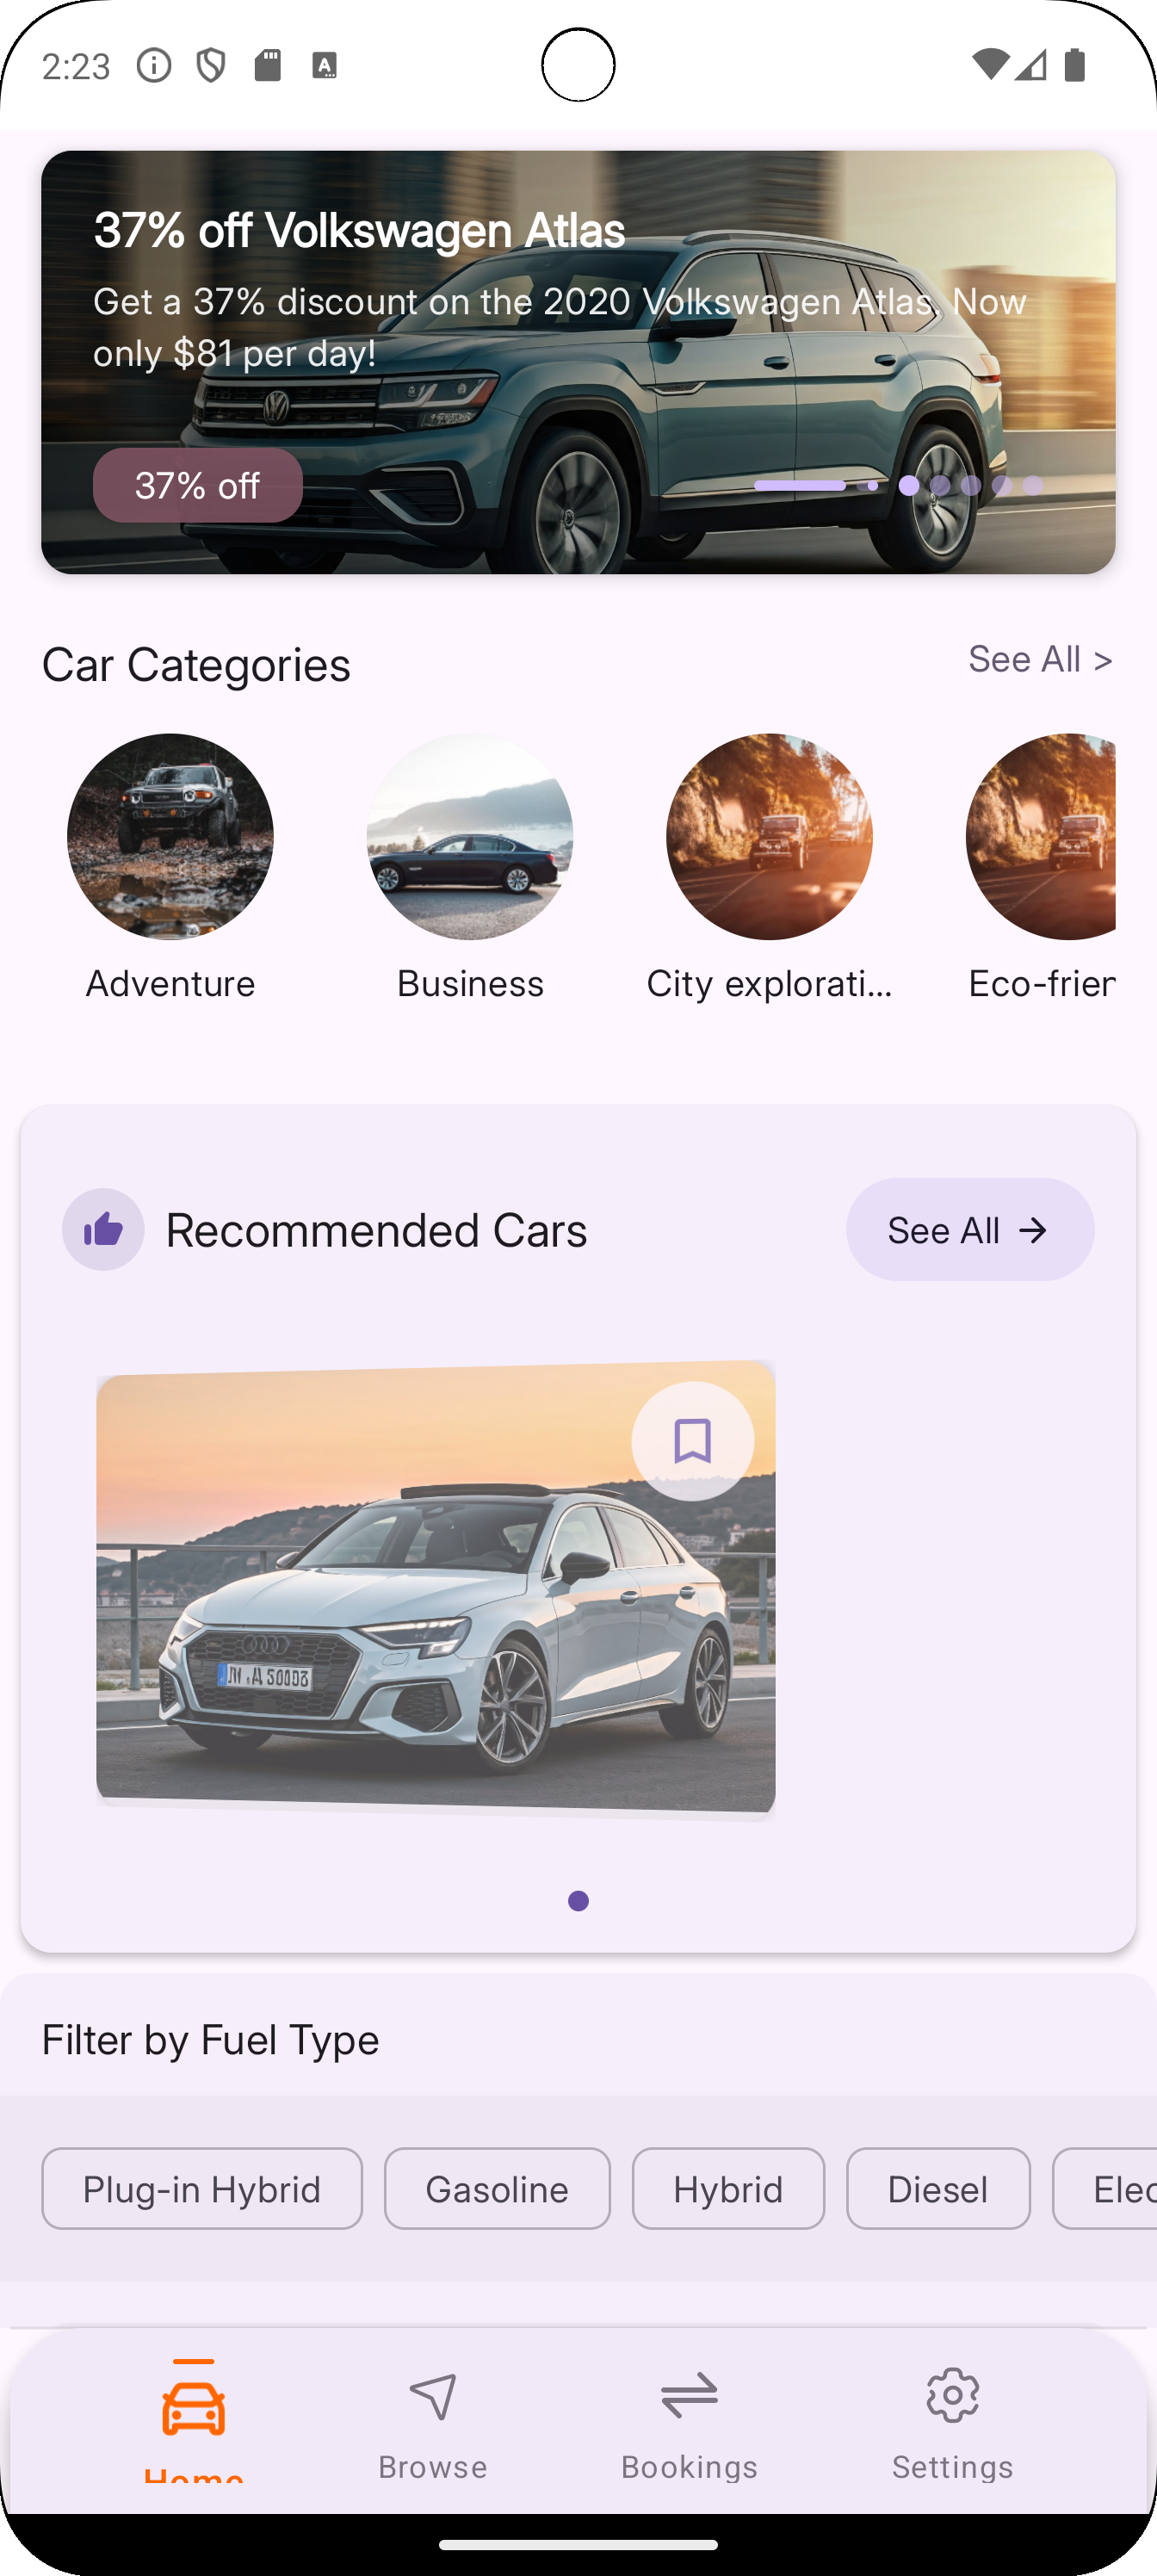 2:23
37% off Volkswagen Atlas
Get a 37% discount on the 2020 Volkswagen Atlas. Now
only $81 per day!
37% off
Car Categories
See All >
Adventure
Business
City explorati...
Eco-frien
Recommended Cars
See All →
Filter by Fuel Type
Plug-in Hybrid
Gasoline
Hybrid
Diesel
Elec
Home
Browse
Bookings
Settings